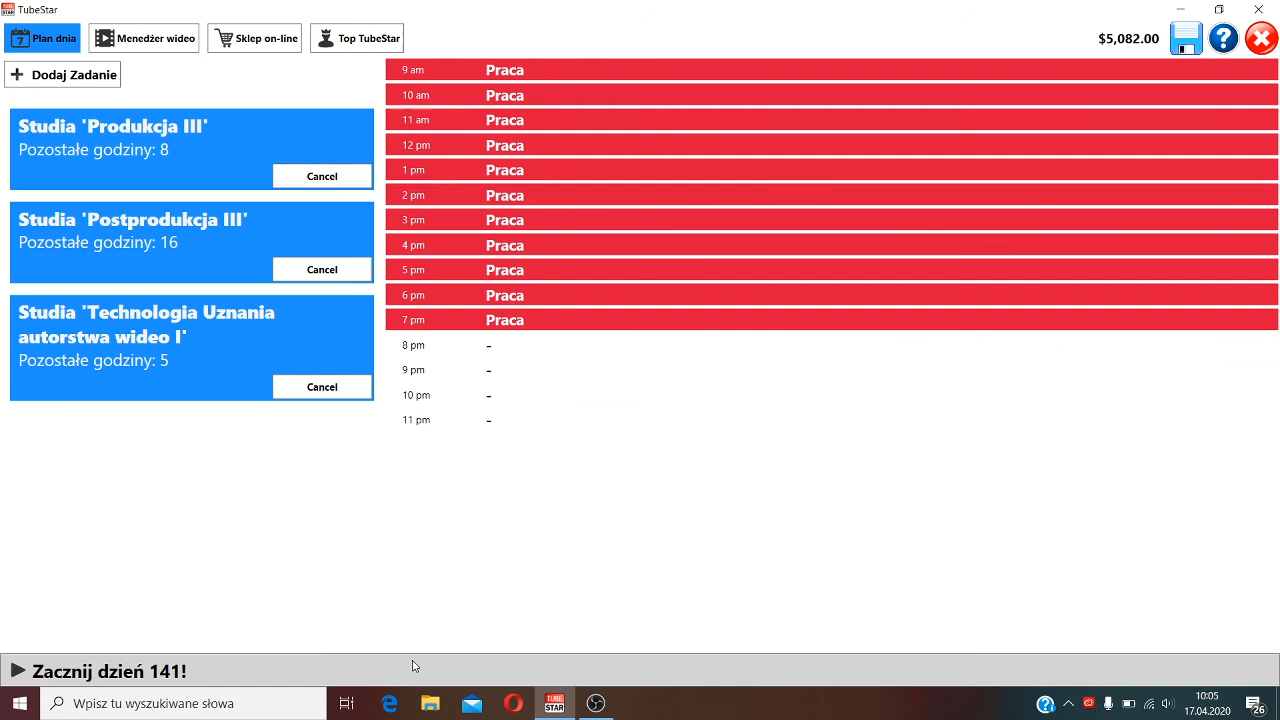 TubeStar
Plan dnia
Menedżer wideo
Sklep on-line
Top TubeStar
$5,082.00
Dodaj Zadanie
Studia 'Produkcja III'
Pozostałe godziny: 8
Cancel
Studia 'Postprodukcja III'
Pozostałe godziny: 16
Cancel
Studia 'Technologia Uznania
autorstwa wideo I'
Pozostałe godziny: 5
Cancel
9 am Praca
10 am Praca
11 am Praca
12 pm Praca
1 pm Praca
2 pm Praca
3 pm Praca
4 pm Praca
5 pm Praca
6 pm Praca
7 pm Praca
8 pm -
9 pm -
10 pm -
11 pm -
Zacznij dzień 141!
Wpisz tu wyszukiwane słowa
TUBE
STAR
10:05
17.04.2020
26